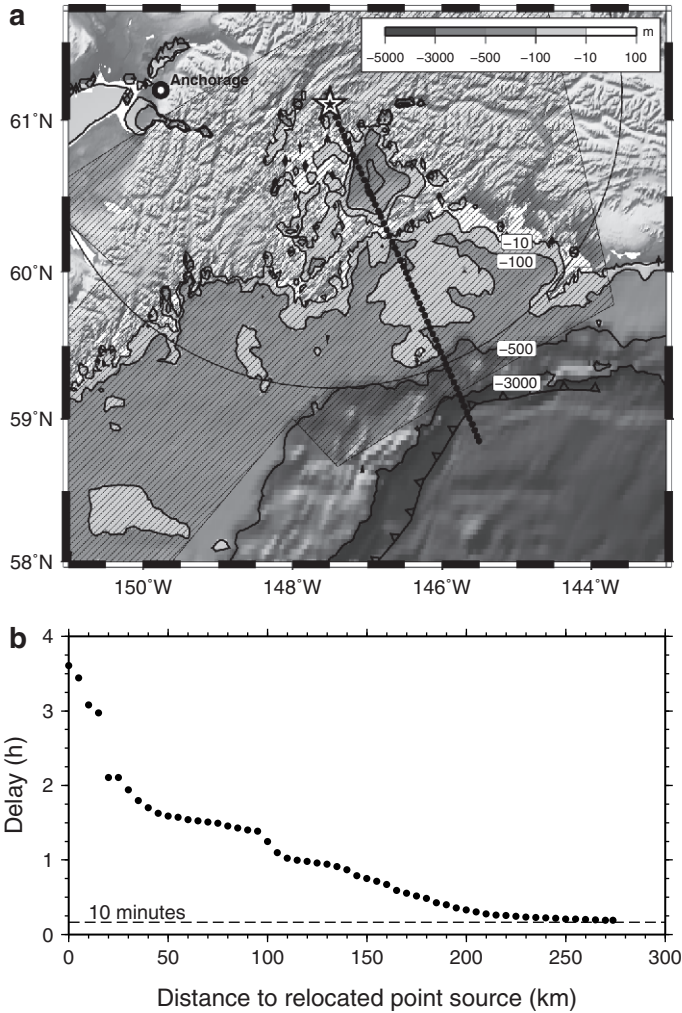 a
m
−5000 −3000 −500 −100 −10 100
Anchorage
61˚N
60˚N
59˚N
58˚N
−10
−100
−500
−3000
150˚W 148˚W 146˚W 144˚W
b
4
3
2
1
0
Delay (h)
10 minutes
0 50 100 150 200 250 300
Distance to relocated point source (km)